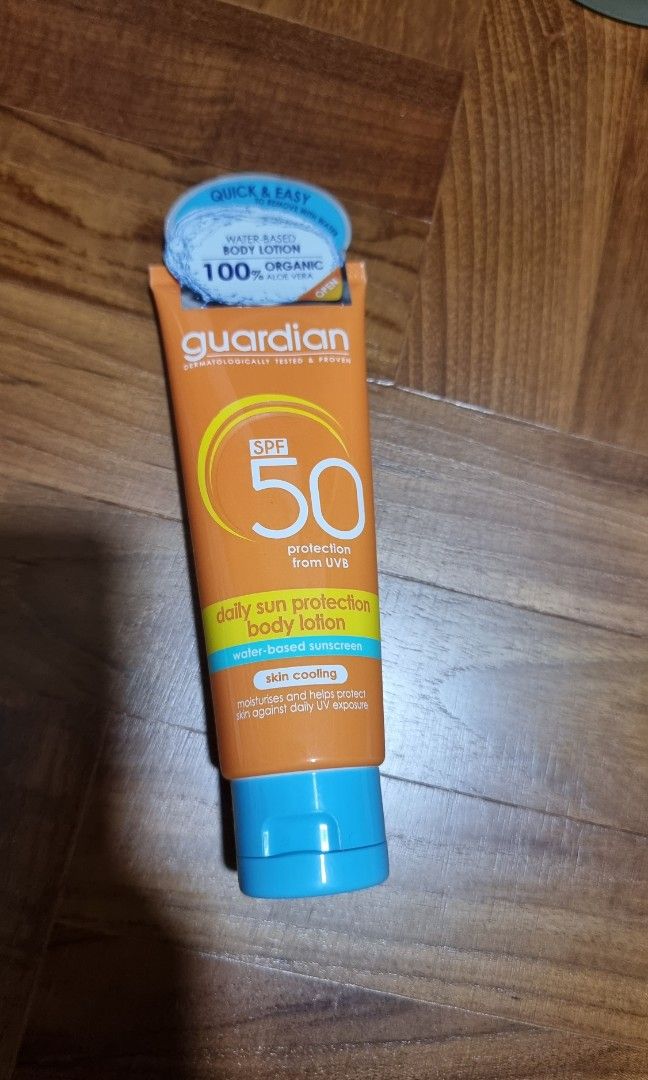 QUICK & EASY
TO REMOVE WITH WATER
WATER-BASED
BODY LOTION
100% ORGANIC
ALOE VERA
OPEN
guardian
DERMATOLOGICALLY TESTED & PROVEN
SPF
50
protection
from UVB
daily sun protection
body lotion
water-based sunscreen
skin cooling
moisturises and helps protect
skin against daily UV exposure